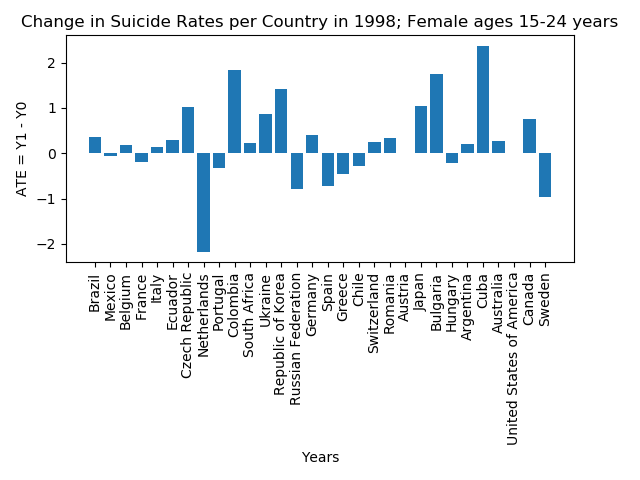 Change in Suicide Rates per Country in 1998; Female ages 15-24 years
ATE = Y1 - Y0
2
1
0
−1
−2
Brazil
Mexico
Belgium
France
Italy
Ecuador
Czech Republic
Netherlands
Portugal
Colombia
South Africa
Ukraine
Republic of Korea
Russian Federation
Germany
Spain
Greece
Chile
Switzerland
Romania
Austria
Japan
Bulgaria
Hungary
Argentina
Cuba
Australia
United States of America
Canada
Sweden
Years